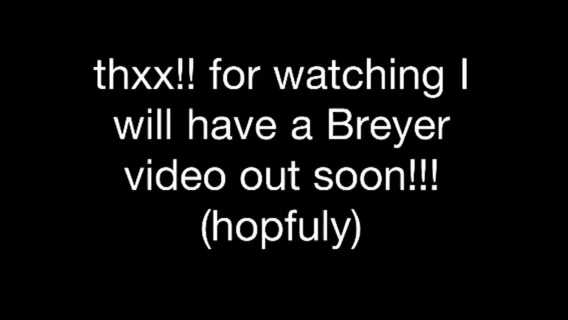 thxx!! for watching I
will have a Breyer
video out soon!!!
(hopfuly)